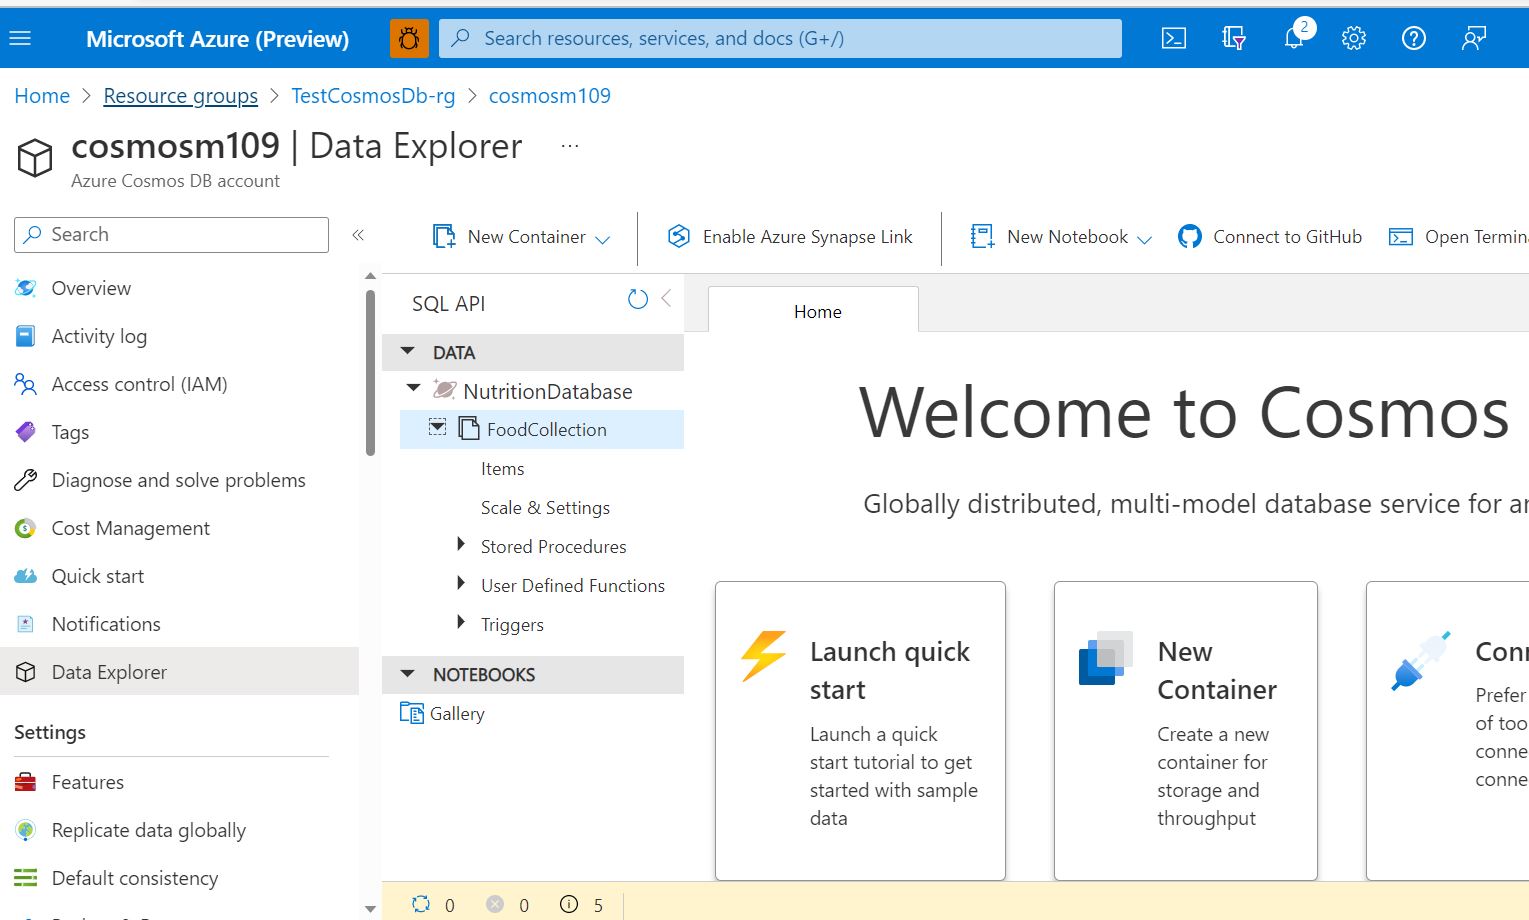 Microsoft Azure (Preview)
Search resources, services, and docs (G+/)
2
Home > Resource groups > TestCosmosDb-rg > cosmosm109
cosmosm109 | Data Explorer ...
Azure Cosmos DB account
Search
«
Overview
Activity log
Access control (IAM)
Tags
Diagnose and solve problems
Cost Management
Quick start
Notifications
Data Explorer
Settings
Features
Replicate data globally
Default consistency
New Container
Enable Azure Synapse Link
New Notebook
Connect to GitHub
Open Termin
SQL API
DATA
NutritionDatabase
FoodCollection
Items
Scale & Settings
Stored Procedures
User Defined Functions
Triggers
NOTEBOOKS
Gallery
Home
Welcome to Cosmos
Globally distributed, multi-model database service for an
Launch quick
start
Launch a quick
start tutorial to get
started with sample
data
New
Container
Create a new
container for
storage and
throughput
Conn
Prefer
of too
conne
conne
0
0
5